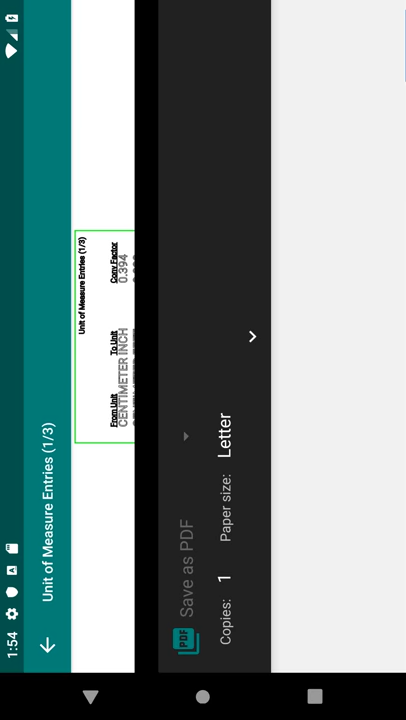 1:54
Unit of Measure Entries (1/3)
Unit of Measure Entries (1/3)
From Unit To Unit Conv Factor
CENTIMETER INCH 0.394
PDF Save as PDF
Copies: 1 Paper size: Letter